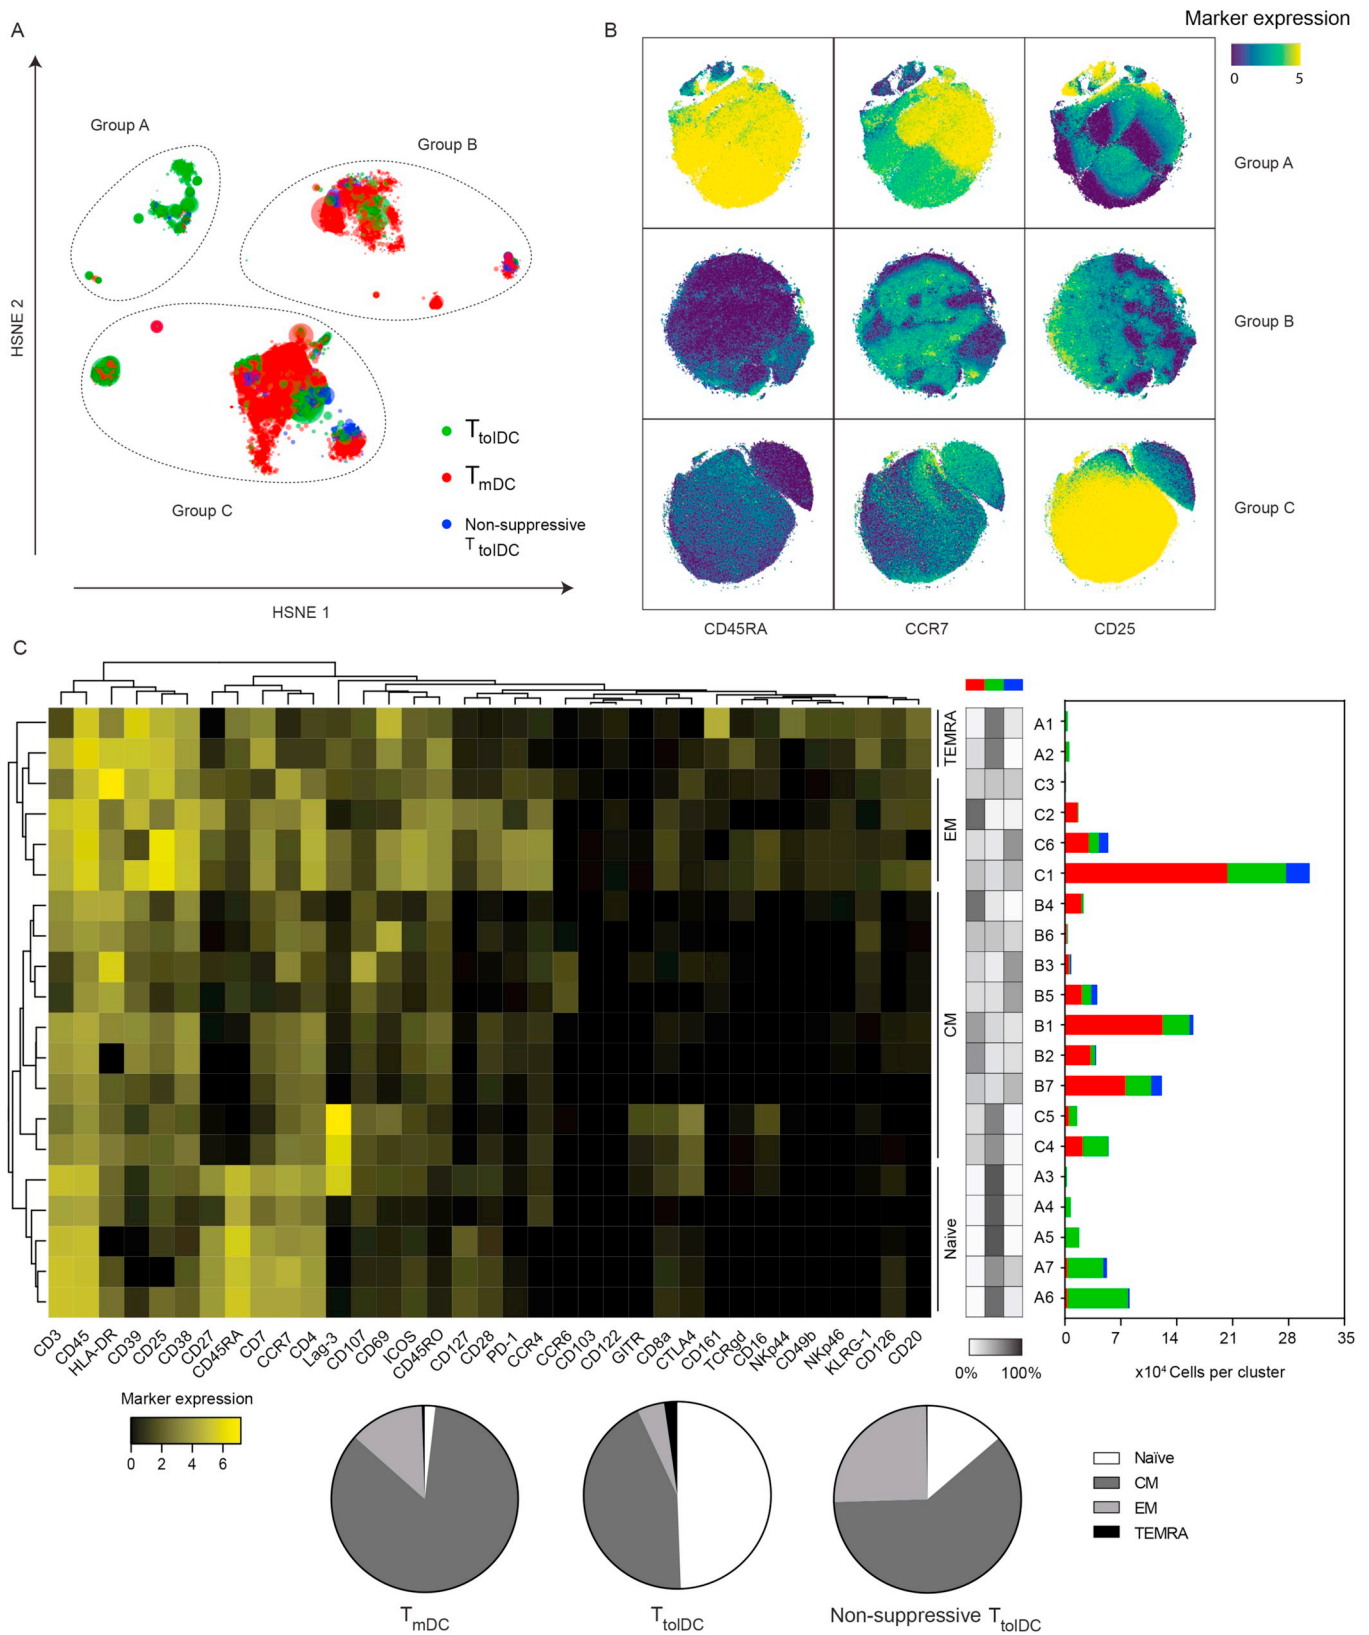 A
HSNE 2
HSNE 1
Group A
Group B
Group C
TtolDC
TmDC
Non-suppressive
TtolDC
B
Marker expression
0 5
Group A
Group B
Group C
CD45RA CCR7 CD25
C
TEMRA
EM
CM
Naïve
A1
A2
C3
C2
C6
C1
B4
B6
B3
B5
B1
B2
B7
C5
C4
A3
A4
A5
A7
A6
0 7 14 21 28 35
x10⁴ Cells per cluster
0% 100%
CD3 CD45 HLA-DR CD39 CD25 CD38 CD27 CD45RA CD7 CCR7 CD4 Lag-3 CD107 CD69 ICOS CD45RO CD127 CD28 PD-1 CCR4 CCR6 CD103 CD122 GITR CD8a CTLA4 CD161 TCRgd CD16 NKp44 CD49b NKp46 KLRG-1 CD126 CD20
Marker expression
0 2 4 6
TmDC
TtolDC
Non-suppressive TtolDC
Naïve
CM
EM
TEMRA